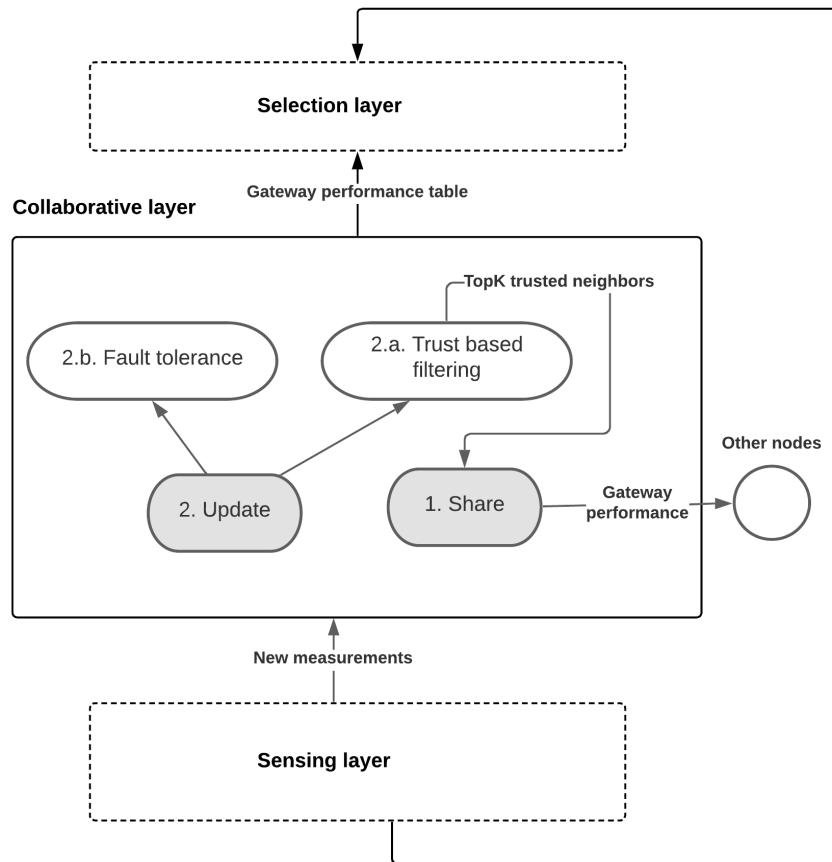 Selection layer
Gateway performance table
Collaborative layer
TopK trusted neighbors
2.b. Fault tolerance
2.a. Trust based
filtering
Other nodes
2. Update
1. Share
Gateway
performance
New measurements
Sensing layer